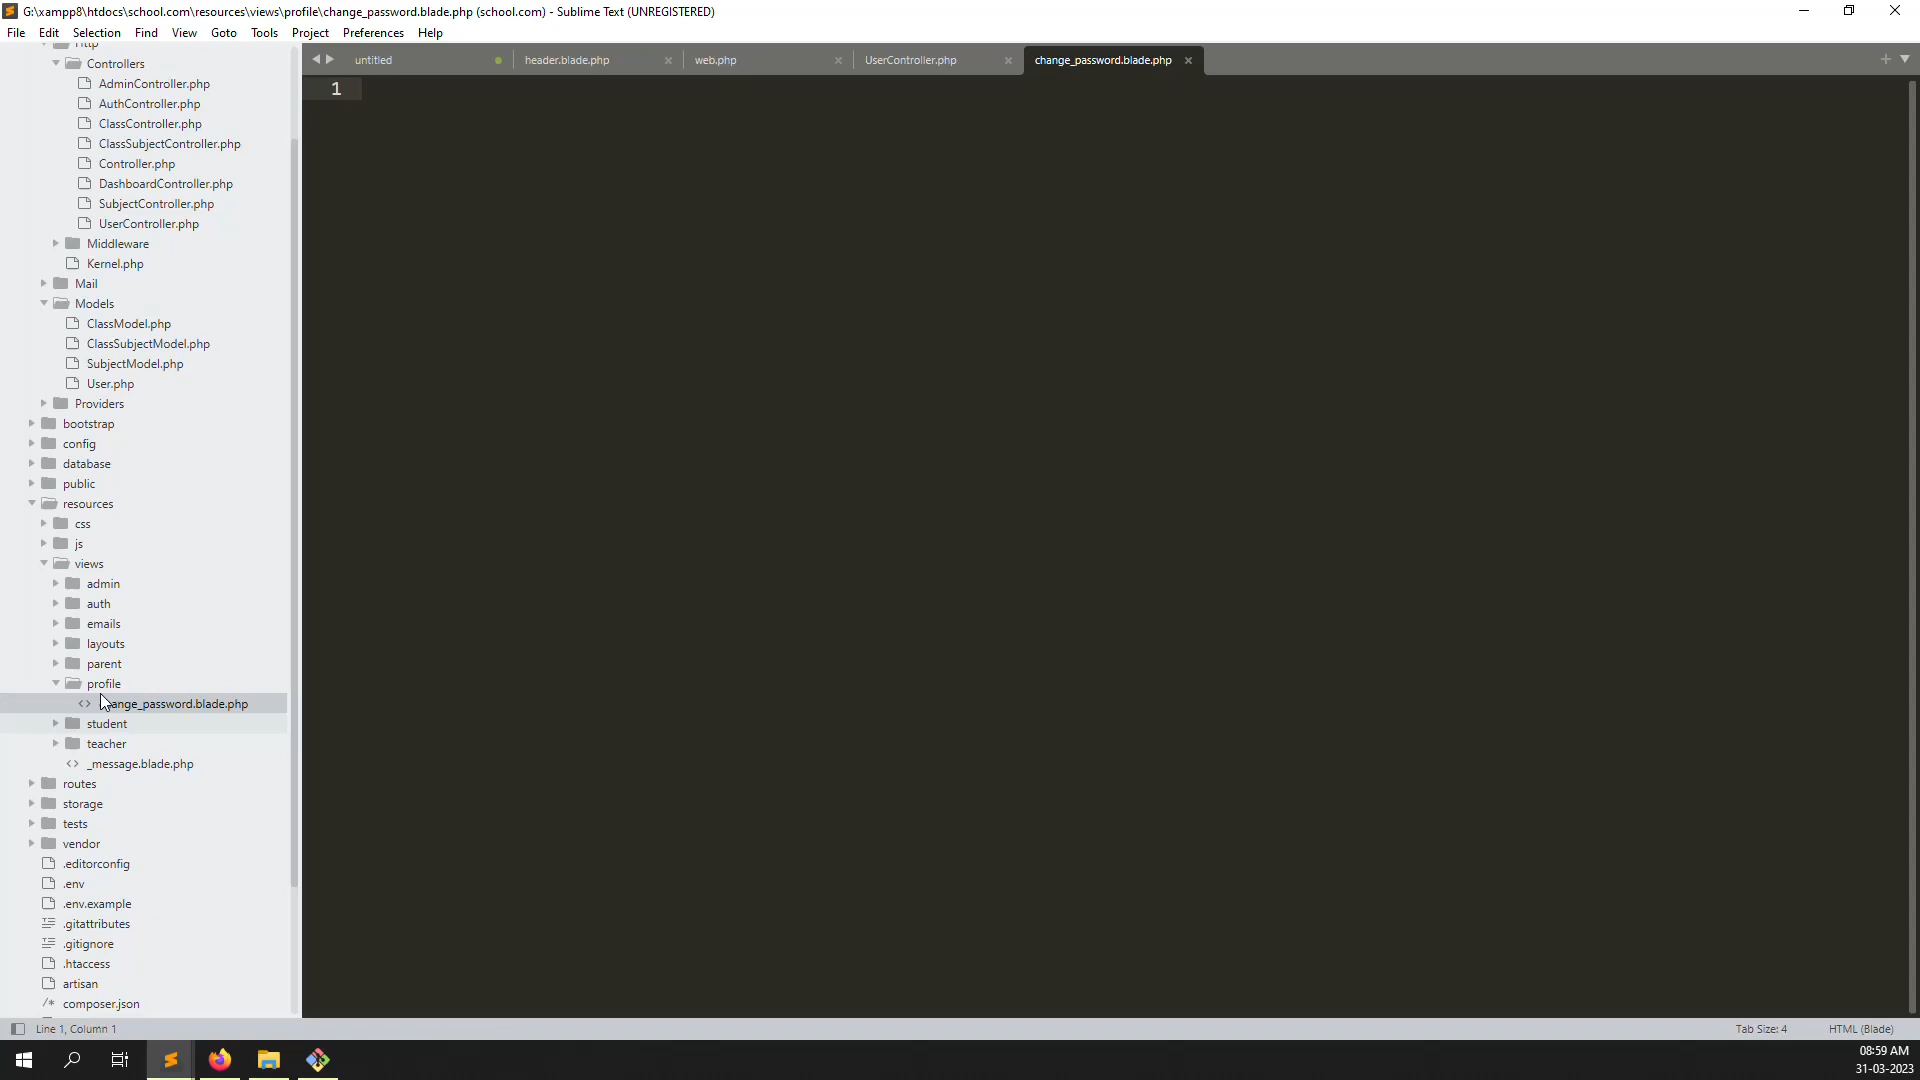 G:\xampp8\htdocs\school.com\resources\views\profile\change_password.blade.php (school.com) - Sublime Text (UNREGISTERED)
File Edit Selection Find View Goto Tools Project Preferences Help
untitled header.blade.php web.php UserController.php change_password.blade.php
1
Http
Controllers
AdminController.php
AuthController.php
ClassController.php
ClassSubjectController.php
Controller.php
DashboardController.php
SubjectController.php
UserController.php
Middleware
Kernel.php
Mail
Models
ClassModel.php
ClassSubjectModel.php
SubjectModel.php
User.php
Providers
bootstrap
config
database
public
resources
css
js
views
admin
auth
emails
layouts
parent
profile
ange_password.blade.php
student
teacher
_message.blade.php
routes
storage
tests
vendor
.editorconfig
.env
.env.example
.gitattributes
.gitignore
.htaccess
artisan
composer.json
Line 1, Column 1 Tab Size: 4 HTML (Blade)
08:59 AM
31-03-2023